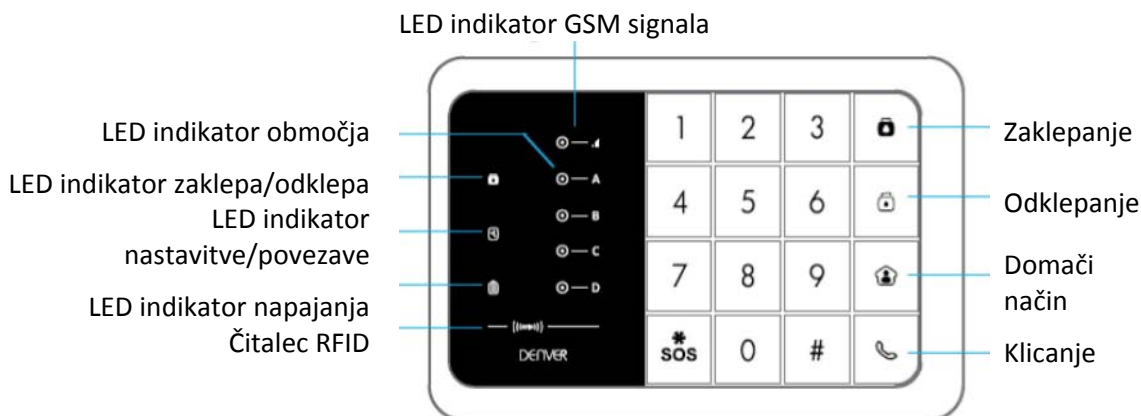 LED indikator GSM signala
LED indikator območja
LED indikator zaklepa/odklepa
LED indikator
nastavitve/povezave
LED indikator napajanja
Čitalec RFID
A
B
C
D
DENVER
1 2 3
4 5 6
7 8 9
* SOS 0 #
Zaklepanje
Odklepanje
Domači
način
Klicanje